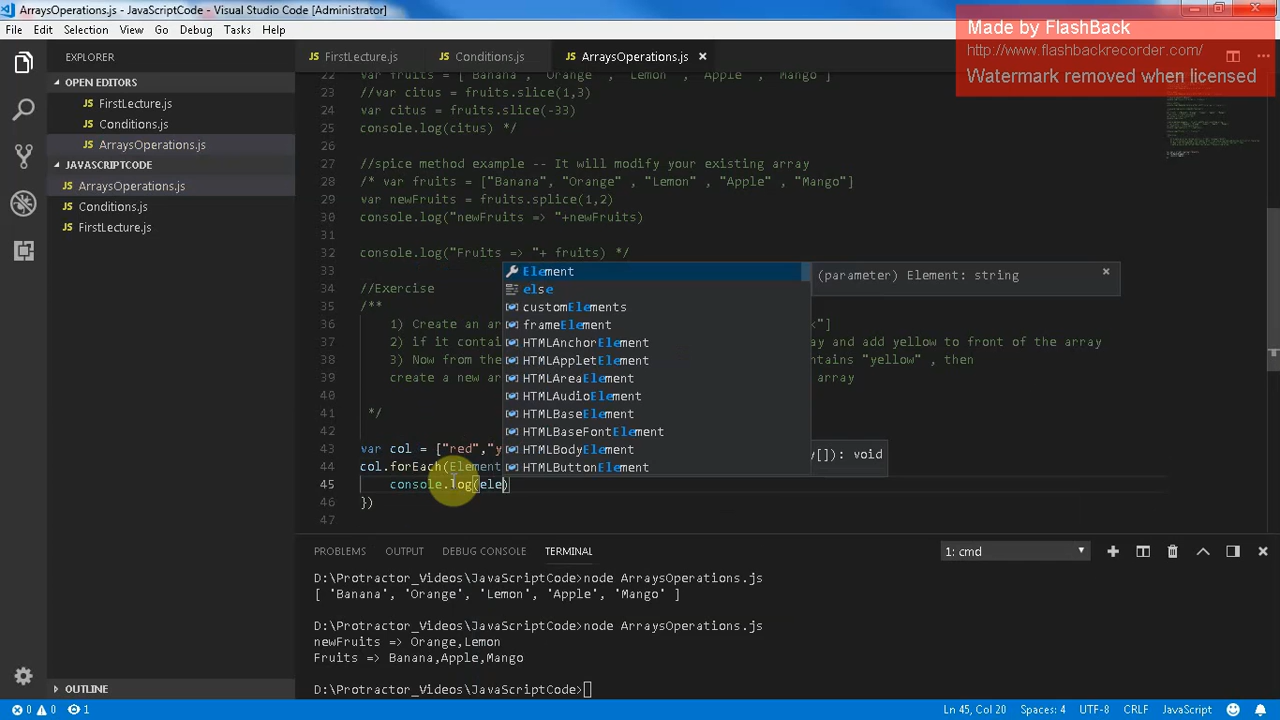 ArraysOperations.js - JavaScriptCode - Visual Studio Code [Administrator]
File Edit Selection View Go Debug Tasks Help
Made by FlashBack
http://www.flashbackrecorder.com/
Watermark removed when licensed
EXPLORER
OPEN EDITORS
FirstLecture.js
Conditions.js
ArraysOperations.js
JAVASCRIPTCODE
ArraysOperations.js
Conditions.js
FirstLecture.js
OUTLINE
FirstLecture.js Conditions.js ArraysOperations.js
22 var fruits = ["Banana", "Orange" , "Lemon" , "Apple" , "Mango"]
23 //var citus = fruits.slice(1,3)
24 var citus = fruits.slice(-33)
25 console.log(citus) */
26
27 //spice method example -- It will modify your existing array
28 /* var fruits = ["Banana", "Orange" , "Lemon" , "Apple" , "Mango"]
29 var newFruits = fruits.splice(1,2)
30 console.log("newFruits => "+newFruits)
31
32 console.log("Fruits => "+ fruits) */
33
34 //Exercise
35 /**
36 1) Create an ar k"]
37 2) if it contai ay and add yellow to front of the array
38 3) Now from the ontains "yellow" , then
39 create a new ar array
40
41 */
42
43 var col = ["red","y
44 col.forEach(Element y[]): void
45 console.log(ele)
46 })
47
Element
else
customElements
frameElement
HTMLAnchorElement
HTMLAppletElement
HTMLAreaElement
HTMLAudioElement
HTMLBaseElement
HTMLBaseFontElement
HTMLBodyElement
HTMLButtonElement
(parameter) Element: string
PROBLEMS OUTPUT DEBUG CONSOLE TERMINAL 1: cmd
D:\Protractor_Videos\JavaScriptCode>node ArraysOperations.js
[ 'Banana', 'Orange', 'Lemon', 'Apple', 'Mango' ]
D:\Protractor_Videos\JavaScriptCode>node ArraysOperations.js
newFruits => Orange,Lemon
Fruits => Banana,Apple,Mango
D:\Protractor_Videos\JavaScriptCode>
0 0 1 Ln 45, Col 20 Spaces: 4 UTF-8 CRLF JavaScript